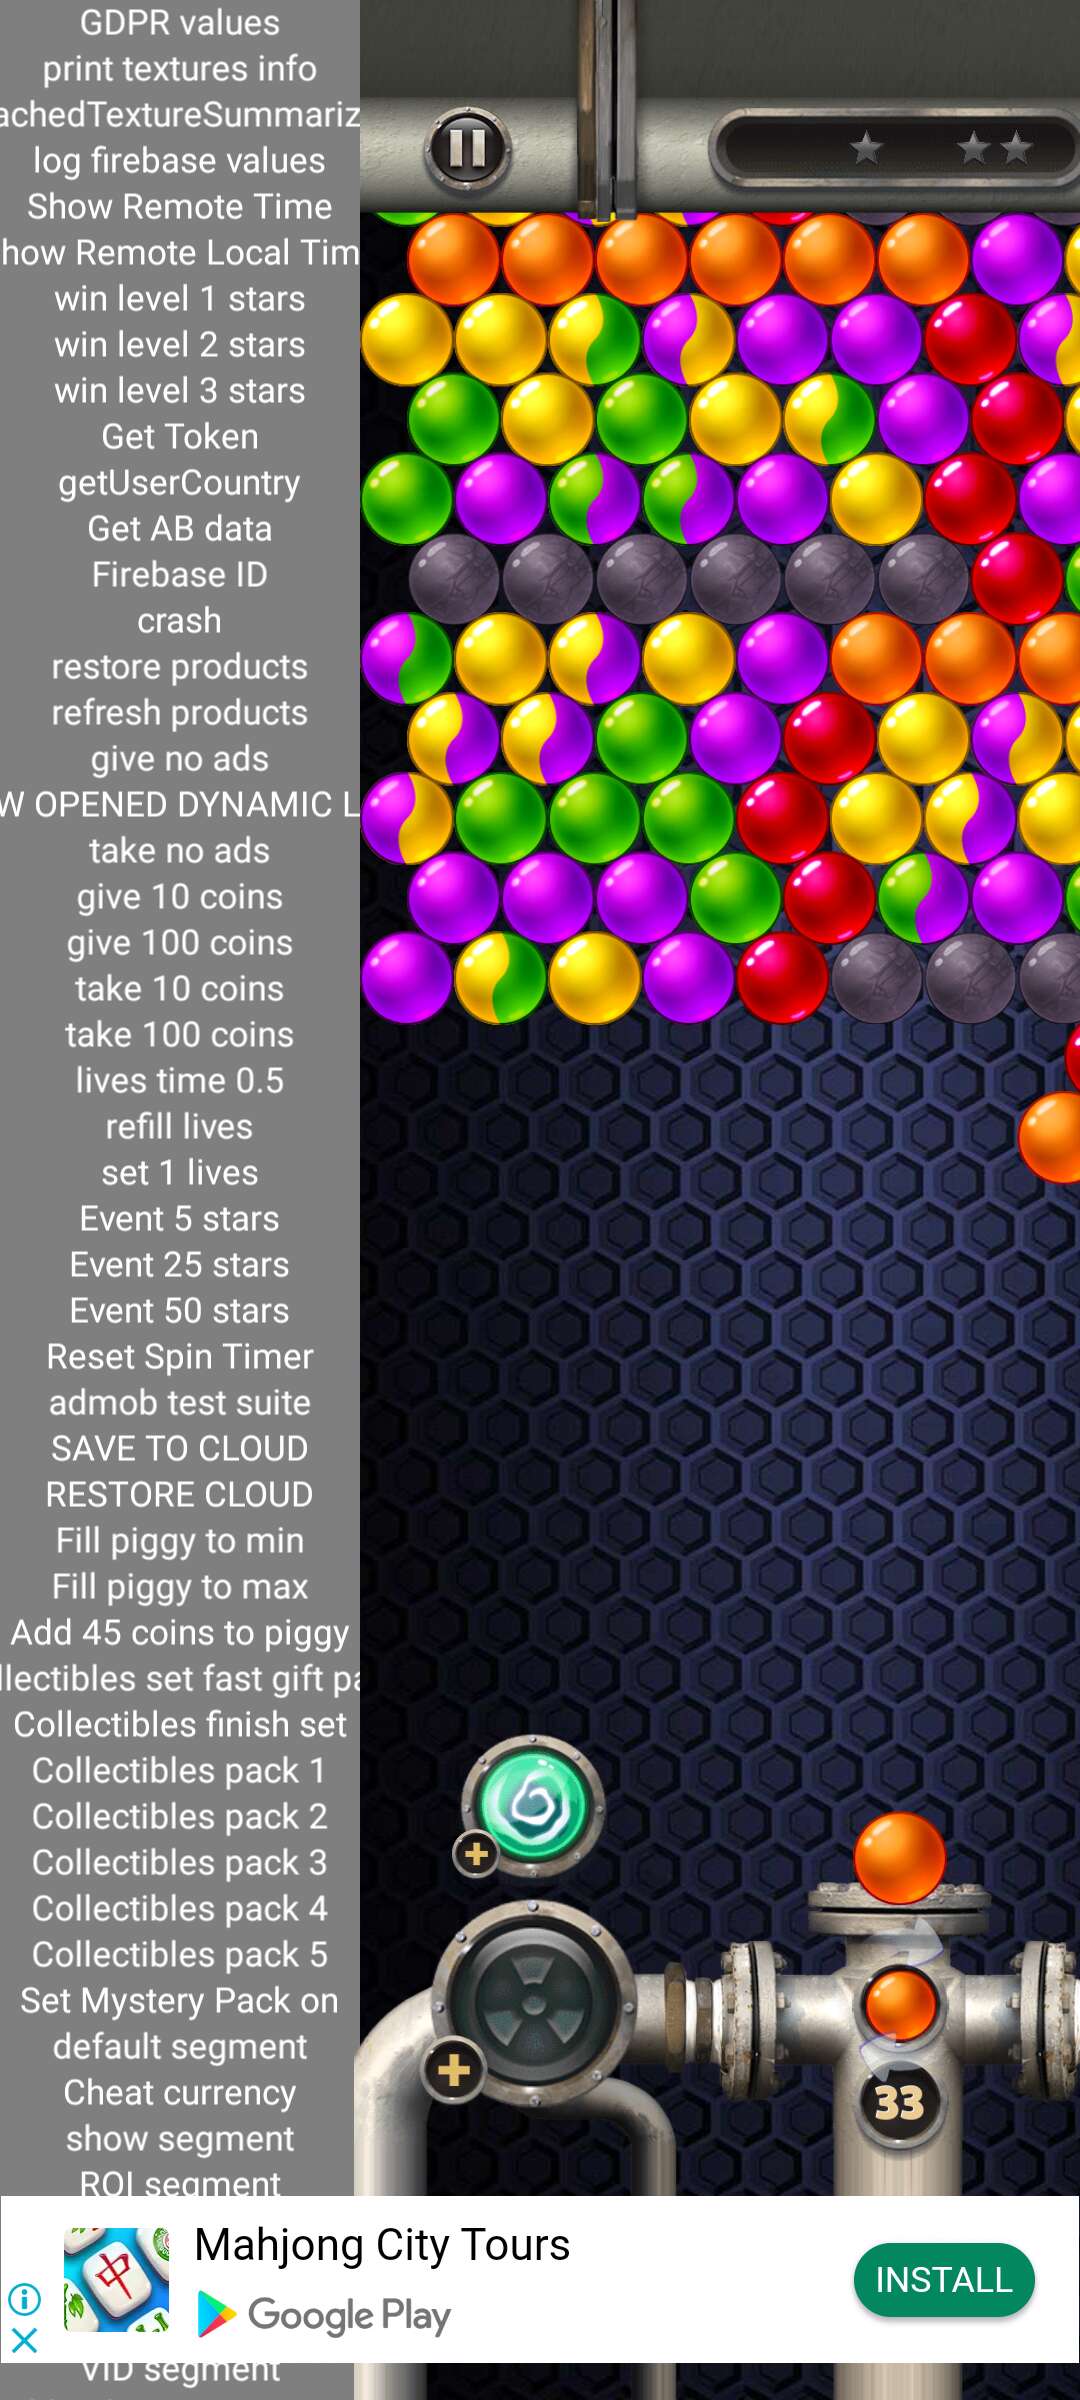 GDPR values
print textures info
achedTextureSummariz
log firebase values
Show Remote Time
how Remote Local Tim
win level 1 stars
win level 2 stars
win level 3 stars
Get Token
getUserCountry
Get AB data
Firebase ID
crash
restore products
refresh products
give no ads
W OPENED DYNAMIC L
take no ads
give 10 coins
give 100 coins
take 10 coins
take 100 coins
lives time 0.5
refill lives
set 1 lives
Event 5 stars
Event 25 stars
Event 50 stars
Reset Spin Timer
admob test suite
SAVE TO CLOUD
RESTORE CLOUD
Fill piggy to min
Fill piggy to max
Add 45 coins to piggy
llectibles set fast gift pa
Collectibles finish set
Collectibles pack 1
Collectibles pack 2
Collectibles pack 3
Collectibles pack 4
Collectibles pack 5
Set Mystery Pack on
default segment
Cheat currency
show segment
ROI segment
33
Mahjong City Tours
Google Play
INSTALL
中
VID segment